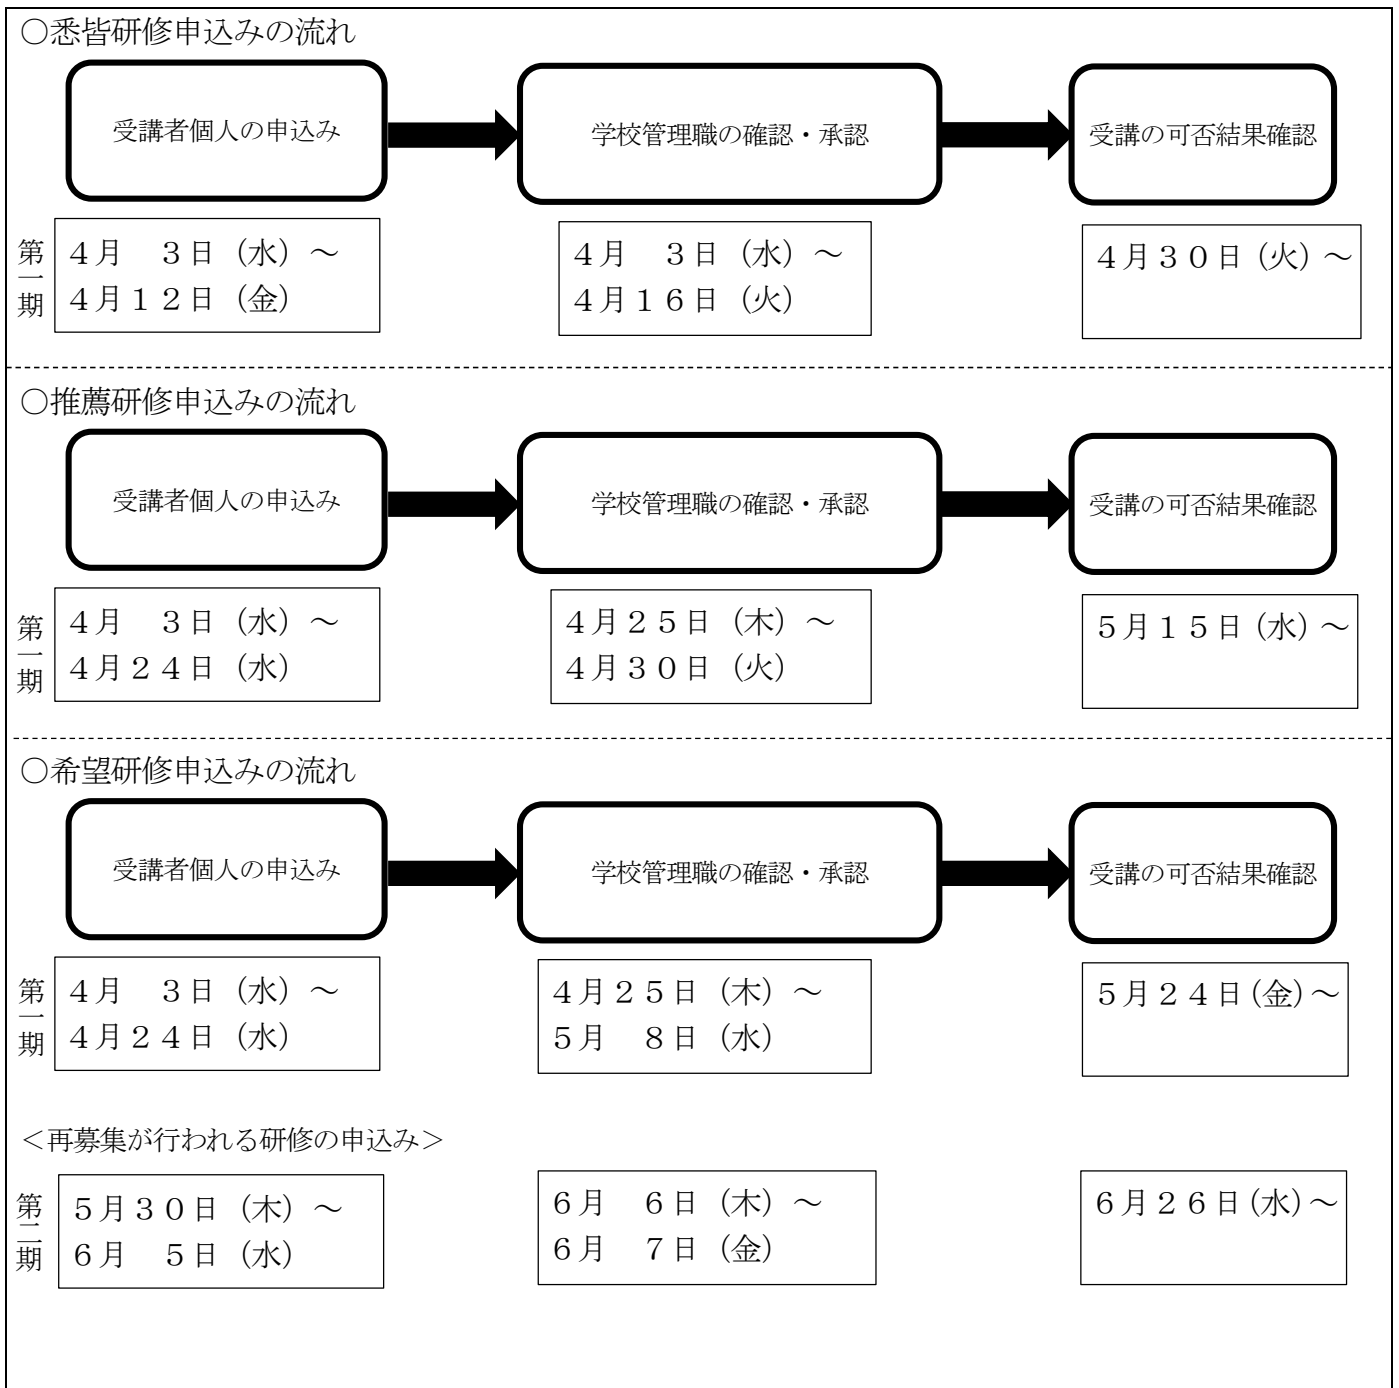 ○悉皆研修申込みの流れ
受講者個人の申込み
学校管理職の確認・承認
受講の可否結果確認
第一期
４月　３日（水）～
４月１２日（金）
４月　３日（水）～
４月１６日（火）
４月３０日（火）～
○推薦研修申込みの流れ
受講者個人の申込み
学校管理職の確認・承認
受講の可否結果確認
第一期
４月　３日（水）～
４月２４日（水）
４月２５日（木）～
４月３０日（火）
５月１５日（水）～
○希望研修申込みの流れ
受講者個人の申込み
学校管理職の確認・承認
受講の可否結果確認
第一期
４月　３日（水）～
４月２４日（水）
４月２５日（木）～
５月　８日（水）
５月２４日（金）～
＜再募集が行われる研修の申込み＞
第二期
５月３０日（木）～
６月　５日（水）
６月　６日（木）～
６月　７日（金）
６月２６日（水）～